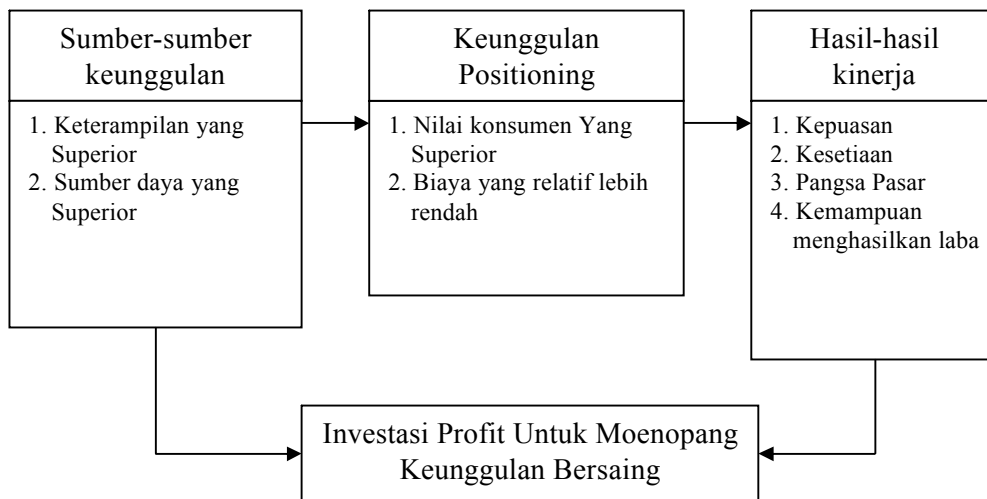 Sumber-sumber
keunggulan
1. Keterampilan yang
Superior
2. Sumber daya yang
Superior
Keunggulan
Positioning
1. Nilai konsumen Yang
Superior
2. Biaya yang relatif lebih
rendah
Hasil-hasil
kinerja
1. Kepuasan
2. Kesetiaan
3. Pangsa Pasar
4. Kemampuan
menghasilkan laba
Investasi Profit Untuk Moenopang
Keunggulan Bersaing